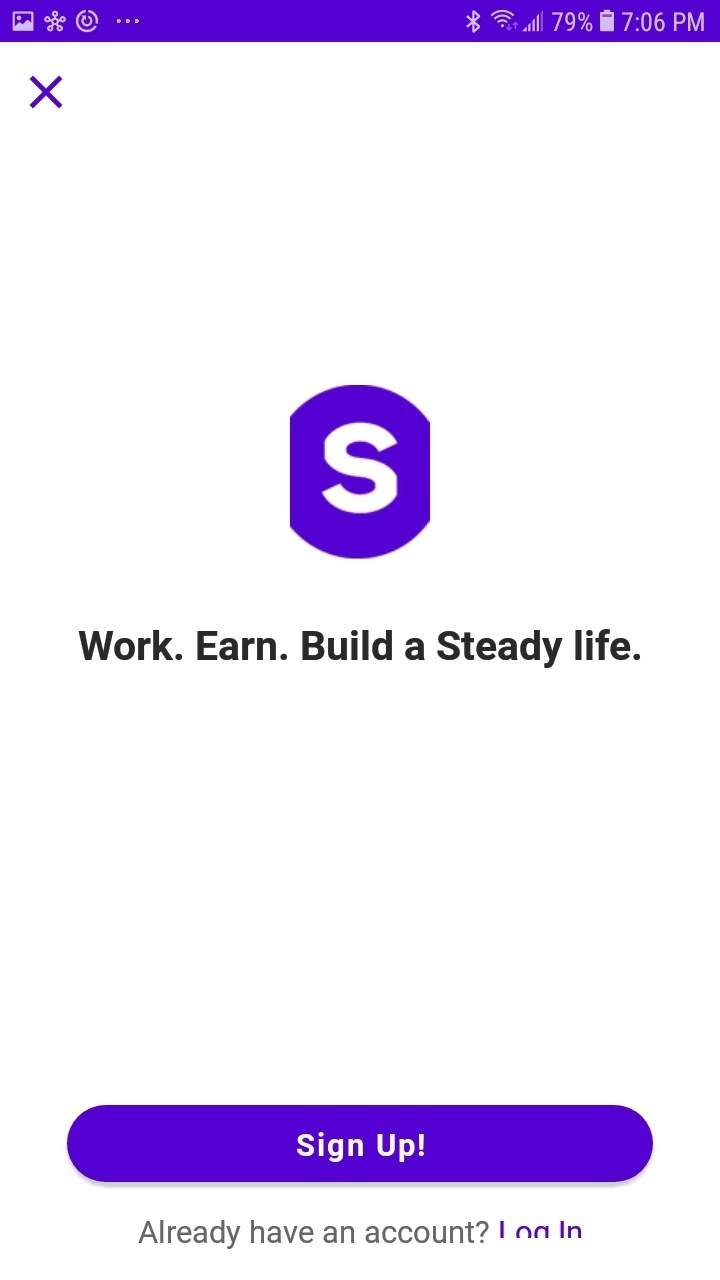 79% 7:06 PM
S
Work. Earn. Build a Steady life.
Sign Up!
Already have an account? Log In